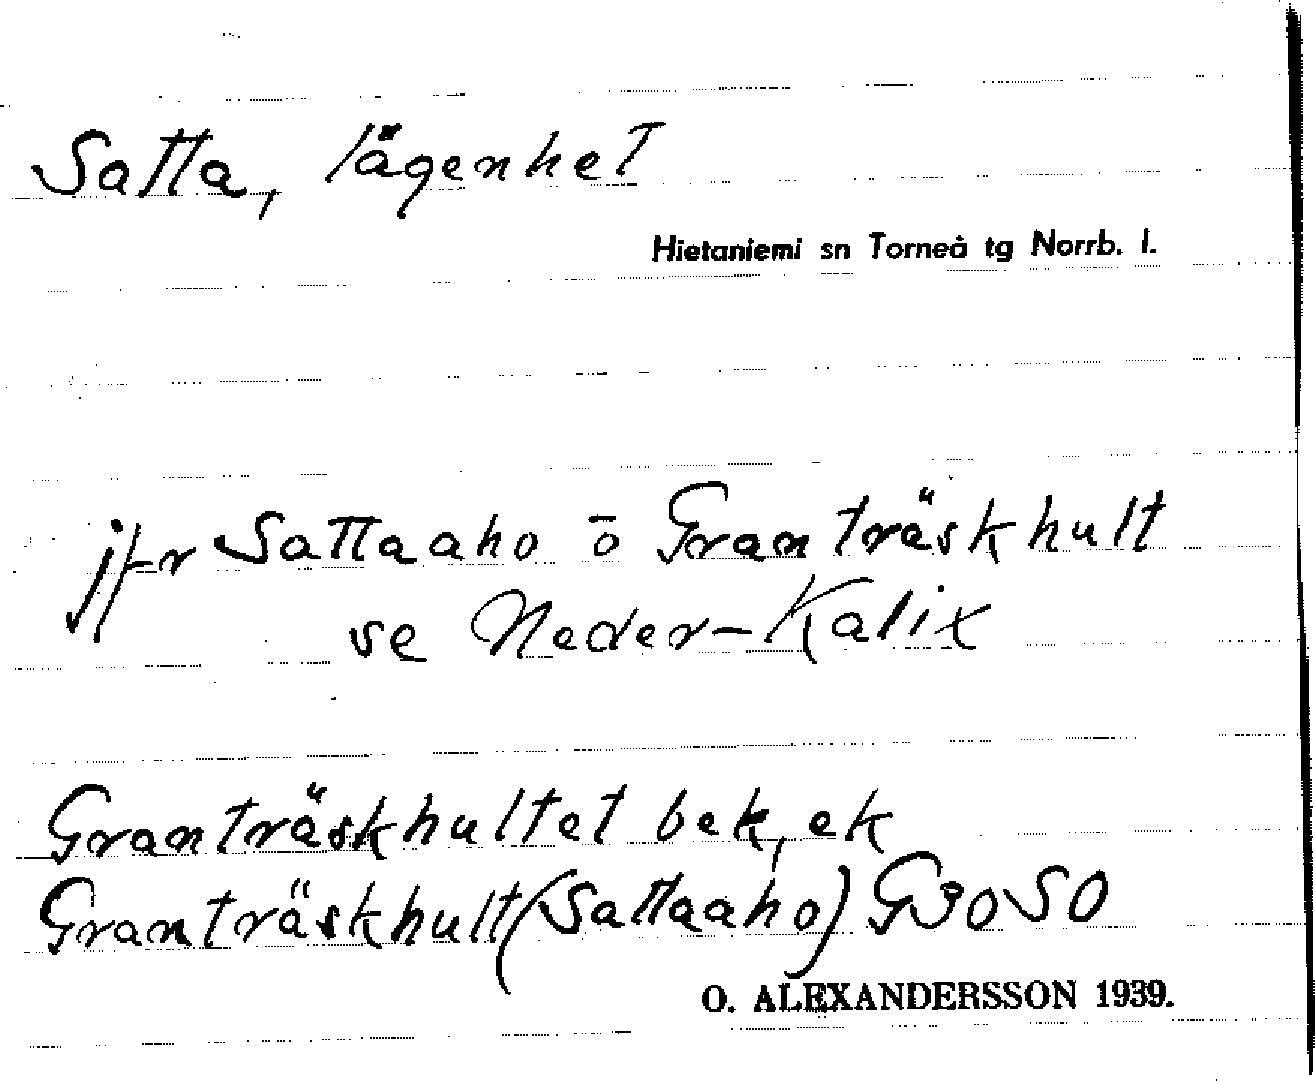 Satta, lägenhet
Hietaniemi sn Torneå tg Norrb. l.
jfr Sattaaho ō Granträskhult
se Neder-Kalix
Granträskhultet bek, ek
Granträskhult (Sattaaho) G30SO
O. ALEXANDERSSON 1939.